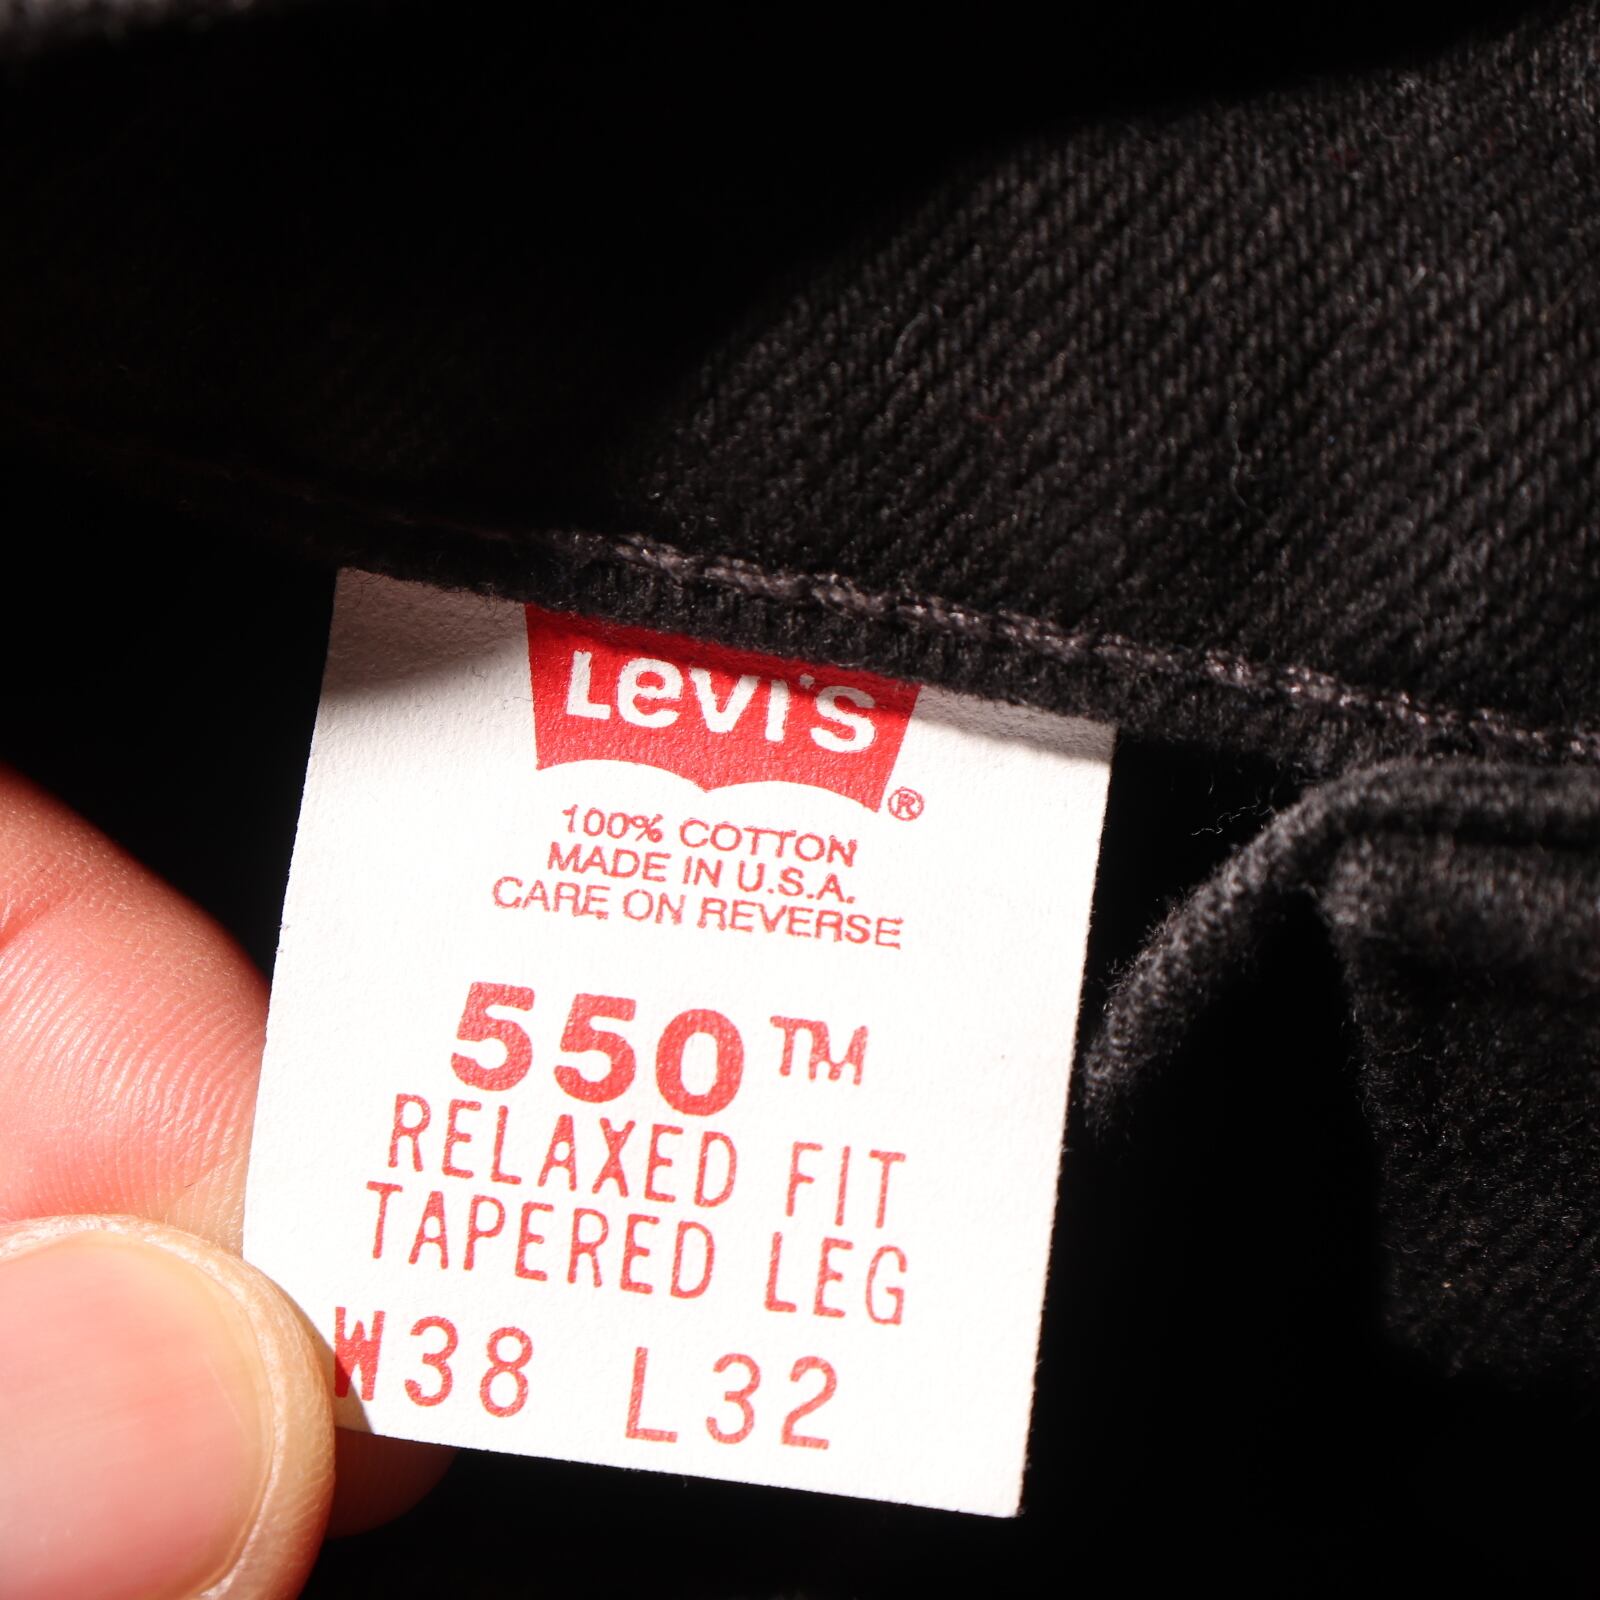 Levi's ®
100% COTTON
MADE IN U.S.A.
CARE ON REVERSE
550™
RELAXED FIT
TAPERED LEG
W38 L32